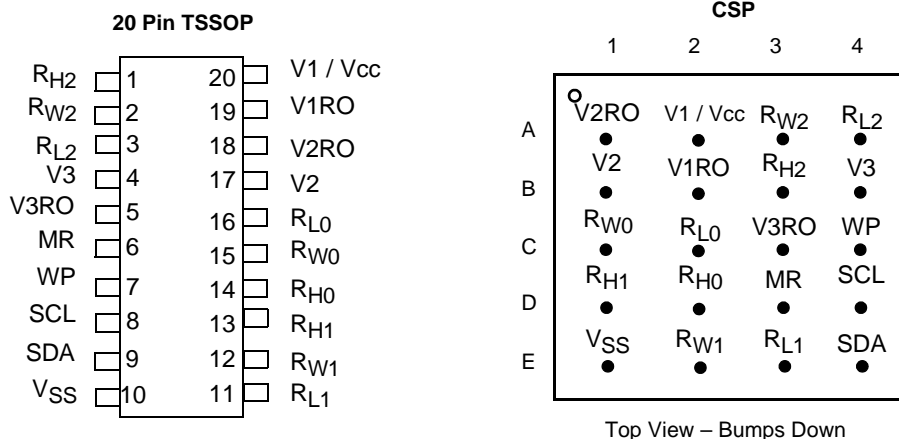 20 Pin TSSOP
RH2 1 20 V1 / Vcc
RW2 2 19 V1RO
RL2 3 18 V2RO
V3 4 17 V2
V3RO 5 16 RL0
MR 6 15 RW0
WP 7 14 RH0
SCL 8 13 RH1
SDA 9 12 RW1
VSS 10 11 RL1
CSP
1 2 3 4
A V2RO V1 / Vcc RW2 RL2
B V2 V1RO RH2 V3
C RW0 RL0 V3RO WP
D RH1 RH0 MR SCL
E VSS RW1 RL1 SDA
Top View – Bumps Down